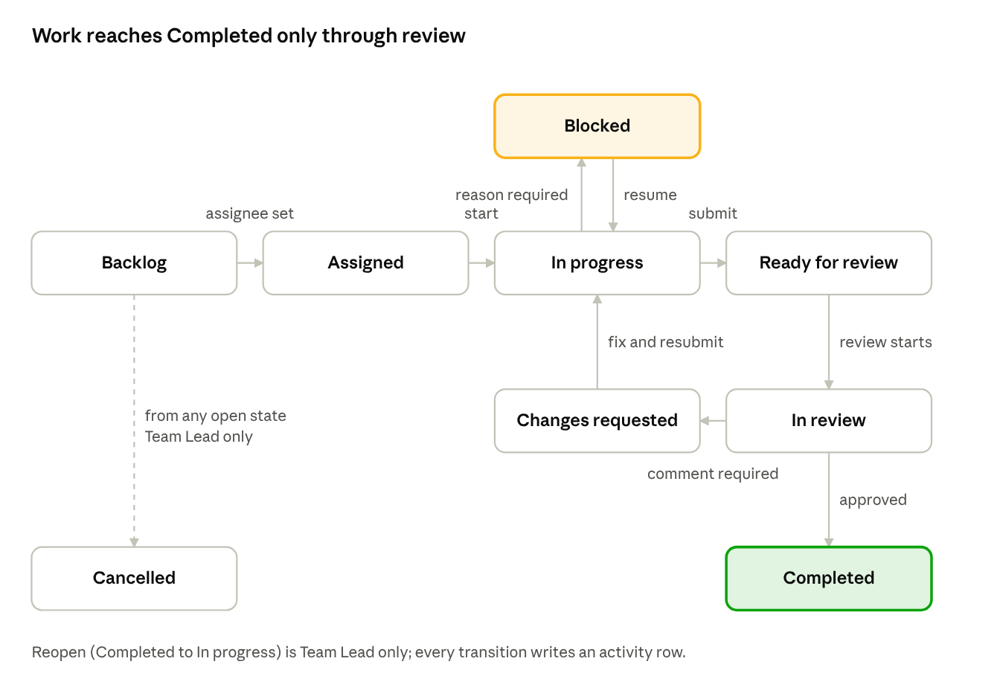 Work reaches Completed only through review
Blocked
reason required
resume
assignee set
start
submit
Backlog
Assigned
In progress
Ready for review
fix and resubmit
review starts
from any open state
Team Lead only
Changes requested
In review
comment required
approved
Cancelled
Completed
Reopen (Completed to In progress) is Team Lead only; every transition writes an activity row.